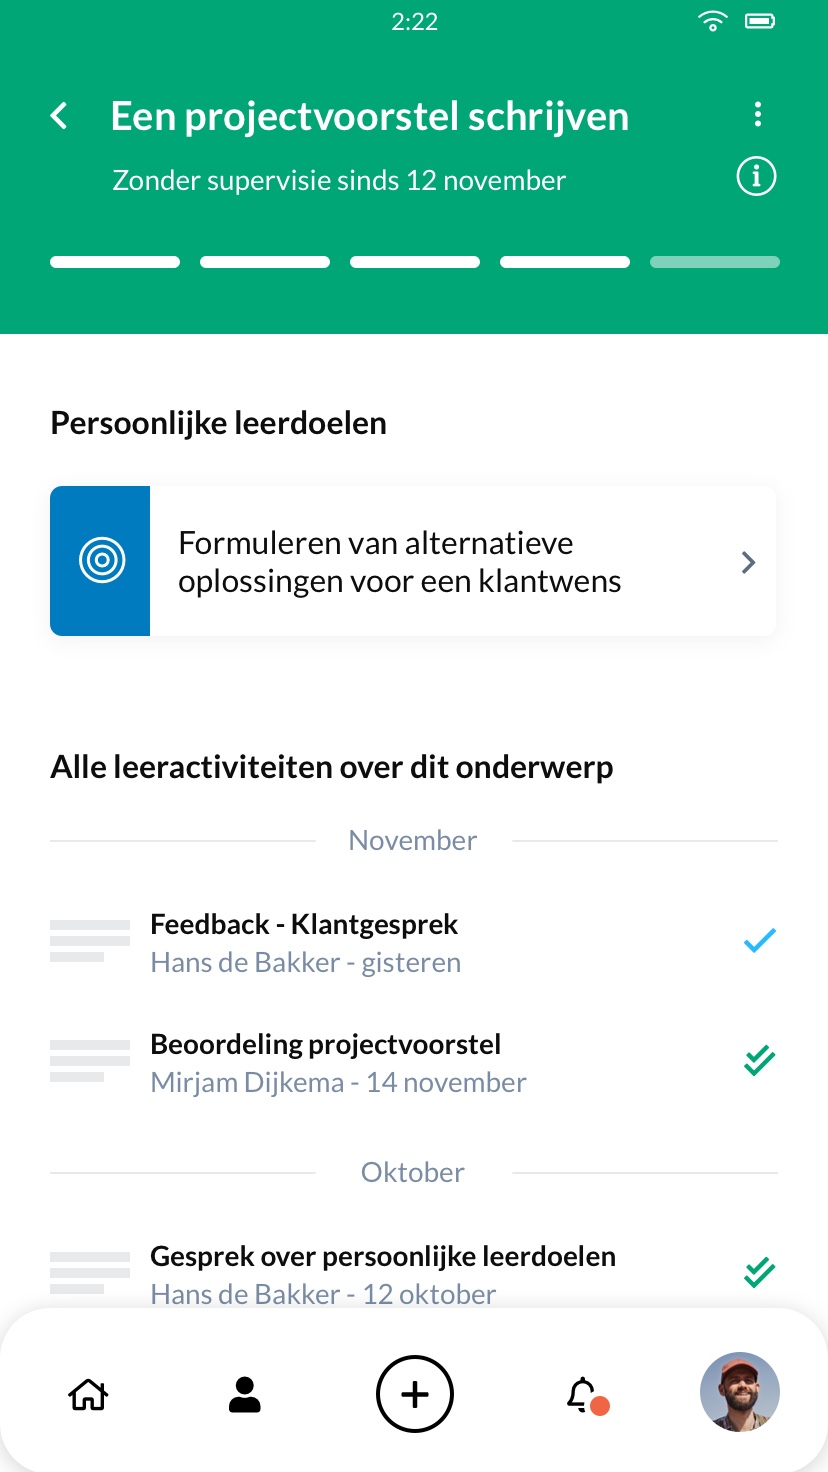 2:22
Een projectvoorstel schrijven
Zonder supervisie sinds 12 november
Persoonlijke leerdoelen
Formuleren van alternatieve
oplossingen voor een klantwens
Alle leeractiviteiten over dit onderwerp
November
Feedback - Klantgesprek
Hans de Bakker - gisteren
Beoordeling projectvoorstel
Mirjam Dijkema - 14 november
Oktober
Gesprek over persoonlijke leerdoelen
Hans de Bakker - 12 oktober